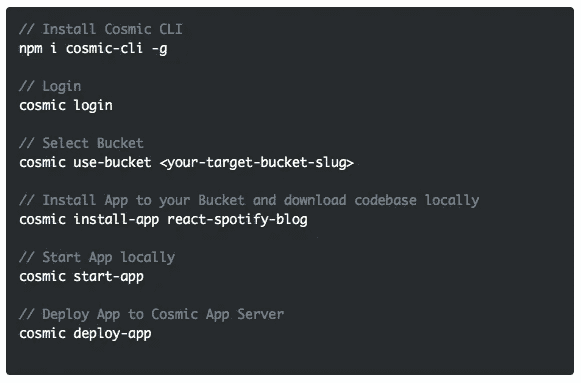 // Install Cosmic CLI
npm i cosmic-cli -g
// Login
cosmic login
// Select Bucket
cosmic use-bucket <your-target-bucket-slug>
// Install App to your Bucket and download codebase locally
cosmic install-app react-spotify-blog
// Start App locally
cosmic start-app
// Deploy App to Cosmic App Server
cosmic deploy-app